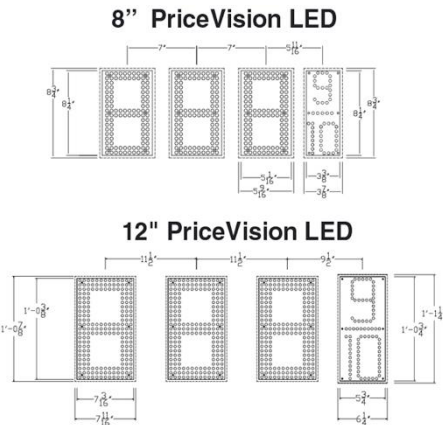 8” PriceVision LED
7" 7" 5 11/16"
8 3/4" 8 1/4" 8 1/4" 8 3/4"
9
10
5 1/16" 3 3/8"
5 9/16" 3 7/8"
12" PriceVision LED
11 1/2" 11 1/2" 9 1/2"
1'-0 7/8" 1'-0 3/8" 1'-0 3/4" 1'-1 1/4
9
10
7 3/16" 5 3/4"
7 11/16" 6 1/4"